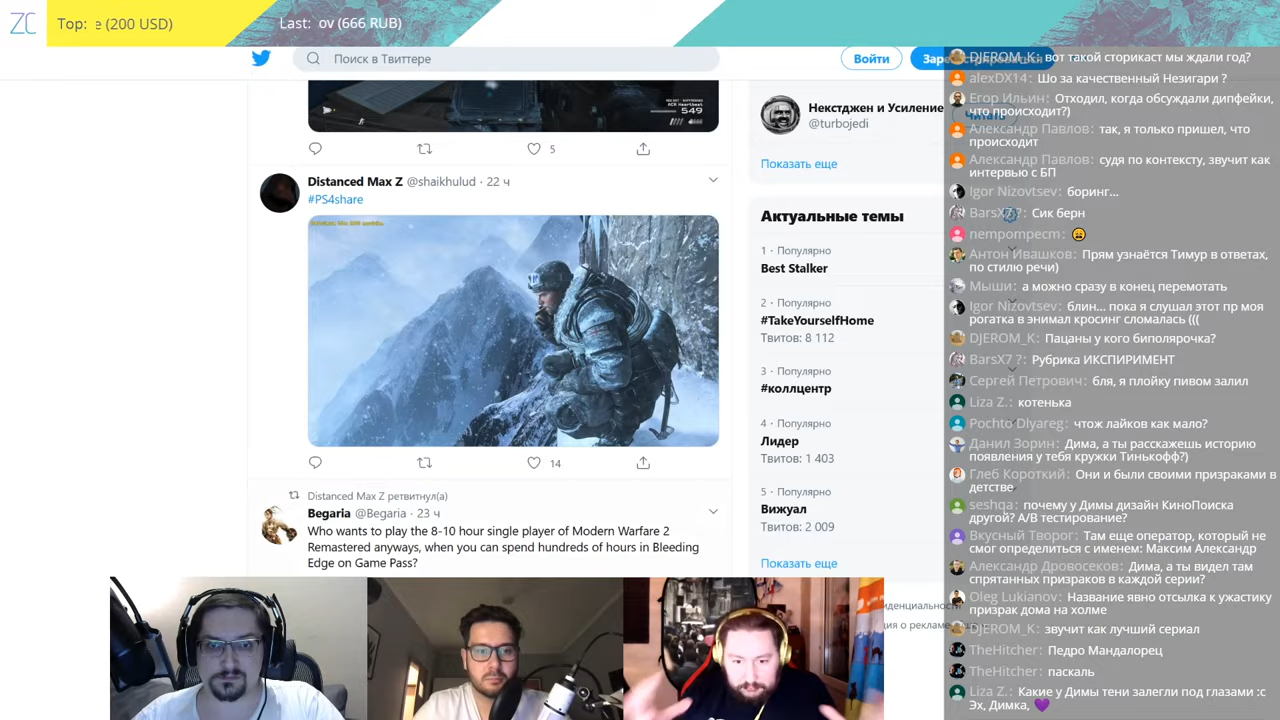 ZC
Top: e (200 USD)
Last: ov (666 RUB)
Поиск в Твиттере
Войти
549
5
Distanced Max Z @shaikhulud · 22 ч
#PS4share
14
Distanced Max Z ретвитнул(а)
Begaria @Begaria · 23 ч
Who wants to play the 8-10 hour single player of Modern Warfare 2
Remastered anyways, when you can spend hundreds of hours in Bleeding
Edge on Game Pass?
Некстджен и Усиление
@turbojedi
Показать еще
Актуальные темы
1 · Популярно
Best Stalker
2 · Популярно
#TakeYourselfHome
Твитов: 8 112
3 · Популярно
#коллцентр
4 · Популярно
Лидер
Твитов: 1 403
5 · Популярно
Вижуал
Твитов: 2 009
Показать еще
DJEROM_K: вот такой сторикаст мы ждали год?
alexDX14: Шо за качественный Незигари ?
Егор Ильин: Отходил, когда обсуждали дипфейки,
что происходит?)
Александр Павлов: так, я только пришел, что
происходит
Александр Павлов: судя по контексту, звучит как
интервью с БП
Igor Nizovtsev: боринг...
BarsX7 ?: Сик берн
nempompecm:
Антон Ивашков: Прям узнаётся Тимур в ответах,
по стилю речи)
Мыши: а можно сразу в конец перемотать
Igor Nizovtsev: блин... пока я слушал этот пр моя
рогатка в энимал кросинг сломалась (((
DJEROM_K: Пацаны у кого биполярочка?
BarsX7 ?: Рубрика ИКСПИРИМЕНТ
Сергей Петрович: бля, я плойку пивом залил
Liza Z.: котенька
Pochto Dlyareg: чтож лайков как мало?
Данил Зорин: Дима, а ты расскажешь историю
появления у тебя кружки Тинькофф?)
Глеб Короткий: Они и были своими призраками в
детстве
seshqa: почему у Димы дизайн КиноПоиска
другой? A/B тестирование?
Вкусный Творог: Там еще оператор, который не
смог определиться с именем: Максим Александр
Александр Дровосеков: Дима, а ты видел там
спрятанных призраков в каждой серии?
Oleg Lukianov: Название явно отсылка к ужастику
призрак дома на холме
DJEROM_K: звучит как лучший сериал
TheHitcher: Педро Мандалорец
TheHitcher: паскаль
Liza Z.: Какие у Димы тени залегли под глазами :с
Эх, Димка, 💜